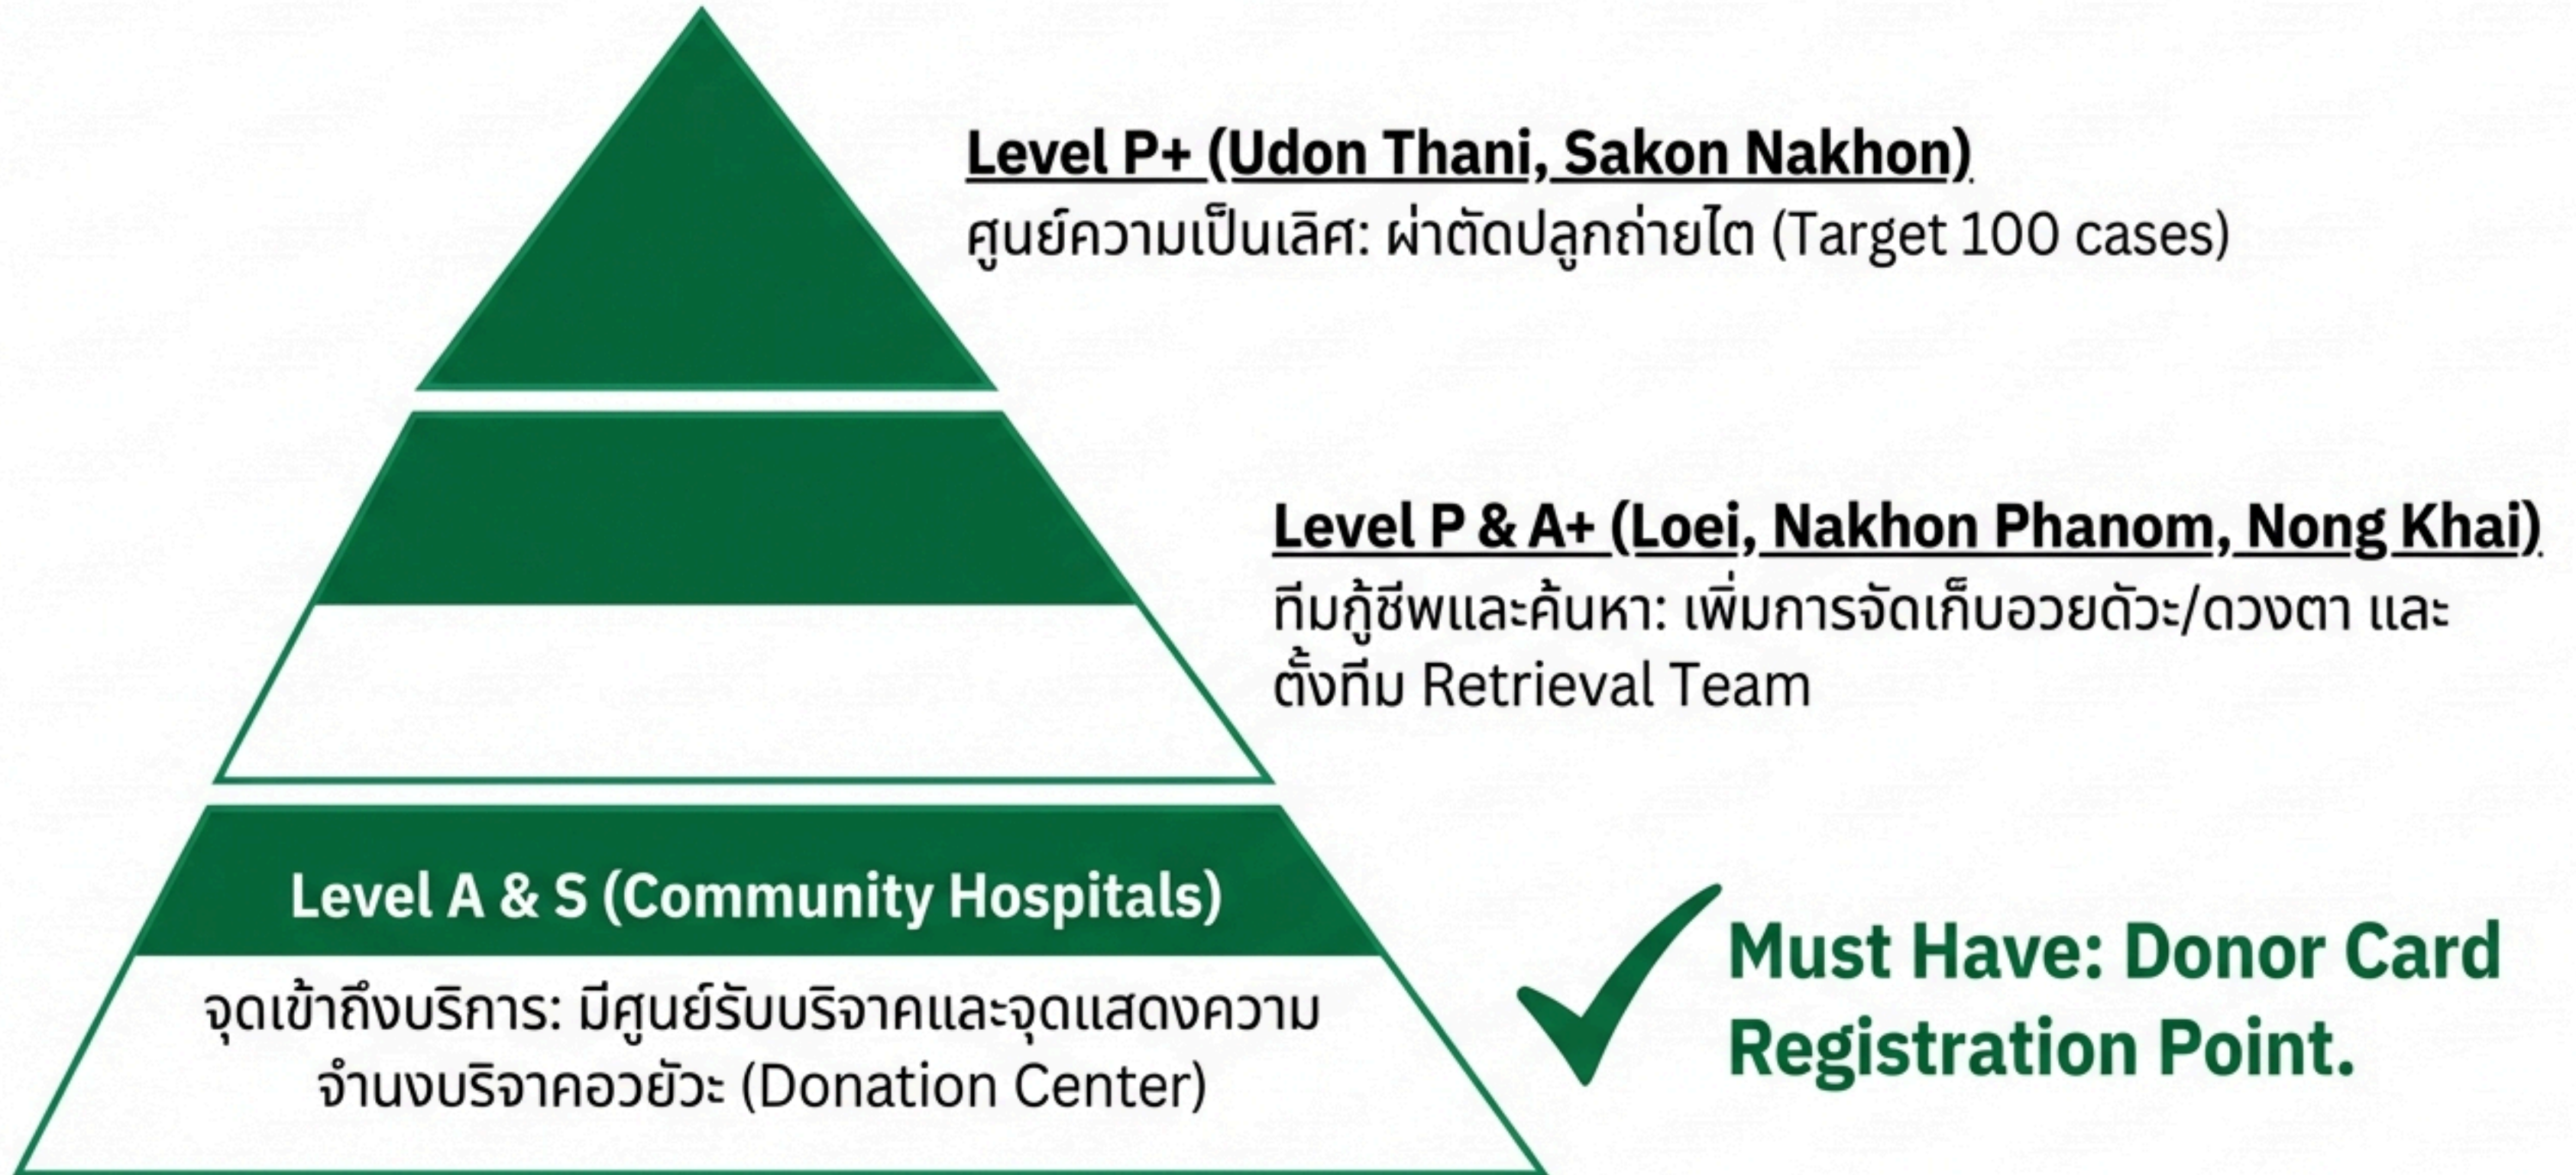 Level P+ (Udon Thani, Sakon Nakhon)
ศูนย์ความเป็นเลิศ: ผ่าตัดปลูกถ่ายไต (Target 100 cases)
Level P & A+ (Loei, Nakhon Phanom, Nong Khai)
ทีมกู้ชีพและค้นหา: เพิ่มการจัดเก็บอวยดัวะ/ดวงตา และ
ตั้งทีม Retrieval Team
Level A & S (Community Hospitals)
จุดเข้าถึงบริการ: มีศูนย์รับบริจาคและจุดแสดงความ
จำนงบริจาคอวยัวะ (Donation Center)
Must Have: Donor Card
Registration Point.